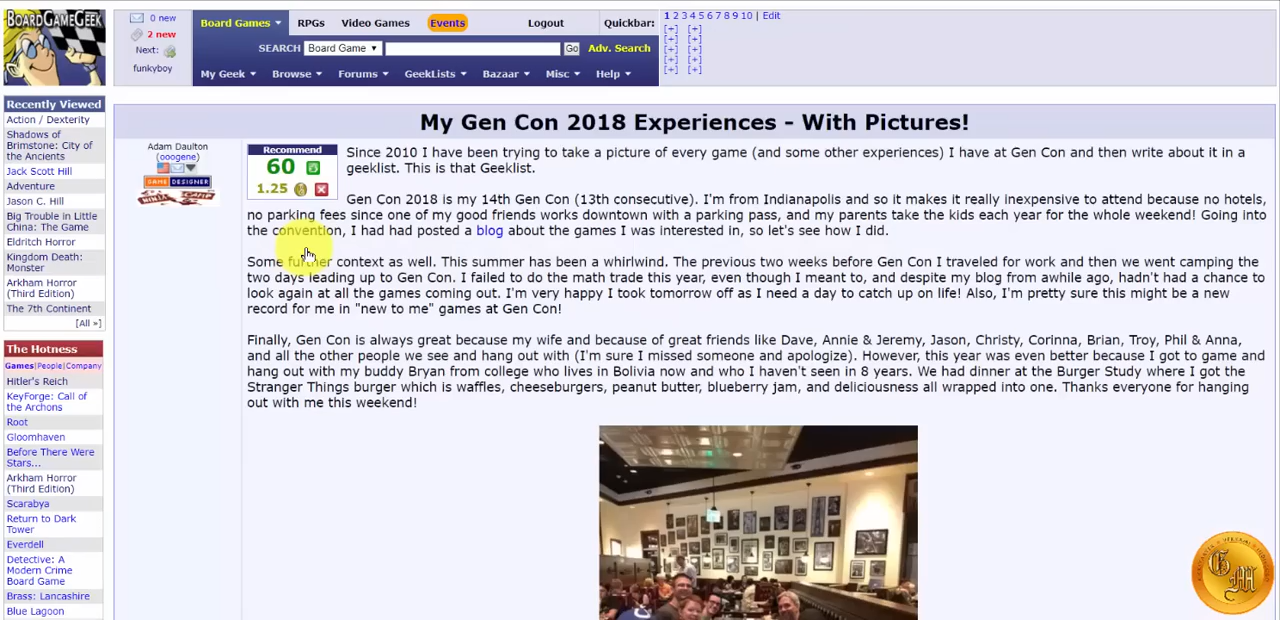 BOARDGAMEGEEK
0 new
2 new
Next:
funkyboy
Board Games RPGs Video Games Events Logout Quickbar:
SEARCH Board Game Go Adv. Search
My Geek Browse Forums GeekLists Bazaar Misc Help
1 2 3 4 5 6 7 8 9 10 | Edit
[+] [+]
[+] [+]
[+] [+]
[+] [+]
[+] [+]
Recently Viewed
Action / Dexterity
Shadows of
Brimstone: City of
the Ancients
Jack Scott Hill
Adventure
Jason C. Hill
Big Trouble in Little
China: The Game
Eldritch Horror
Kingdom Death:
Monster
Arkham Horror
(Third Edition)
The 7th Continent
[All »]
The Hotness
Games|People|Company
Hitler's Reich
KeyForge: Call of
the Archons
Root
Gloomhaven
Before There Were
Stars...
Arkham Horror
(Third Edition)
Scarabya
Return to Dark
Tower
Everdell
Detective: A
Modern Crime
Board Game
Brass: Lancashire
Blue Lagoon
My Gen Con 2018 Experiences - With Pictures!
Adam Daulton
(ooogene)
GAME DESIGNER
Recommend
60
1.25
Since 2010 I have been trying to take a picture of every game (and some other experiences) I have at Gen Con and then write about it in a
geeklist. This is that Geeklist.
Gen Con 2018 is my 14th Gen Con (13th consecutive). I'm from Indianapolis and so it makes it really inexpensive to attend because no hotels,
no parking fees since one of my good friends works downtown with a parking pass, and my parents take the kids each year for the whole weekend! Going into
the convention, I had had posted a blog about the games I was interested in, so let's see how I did.
Some further context as well. This summer has been a whirlwind. The previous two weeks before Gen Con I traveled for work and then we went camping the
two days leading up to Gen Con. I failed to do the math trade this year, even though I meant to, and despite my blog from awhile ago, hadn't had a chance to
look again at all the games coming out. I'm very happy I took tomorrow off as I need a day to catch up on life! Also, I'm pretty sure this might be a new
record for me in "new to me" games at Gen Con!
Finally, Gen Con is always great because my wife and because of great friends like Dave, Annie & Jeremy, Jason, Christy, Corinna, Brian, Troy, Phil & Anna,
and all the other people we see and hang out with (I'm sure I missed someone and apologize). However, this year was even better because I got to game and
hang out with my buddy Bryan from college who lives in Bolivia now and who I haven't seen in 8 years. We had dinner at the Burger Study where I got the
Stranger Things burger which is waffles, cheeseburgers, peanut butter, blueberry jam, and deliciousness all wrapped into one. Thanks everyone for hanging
out with me this weekend!